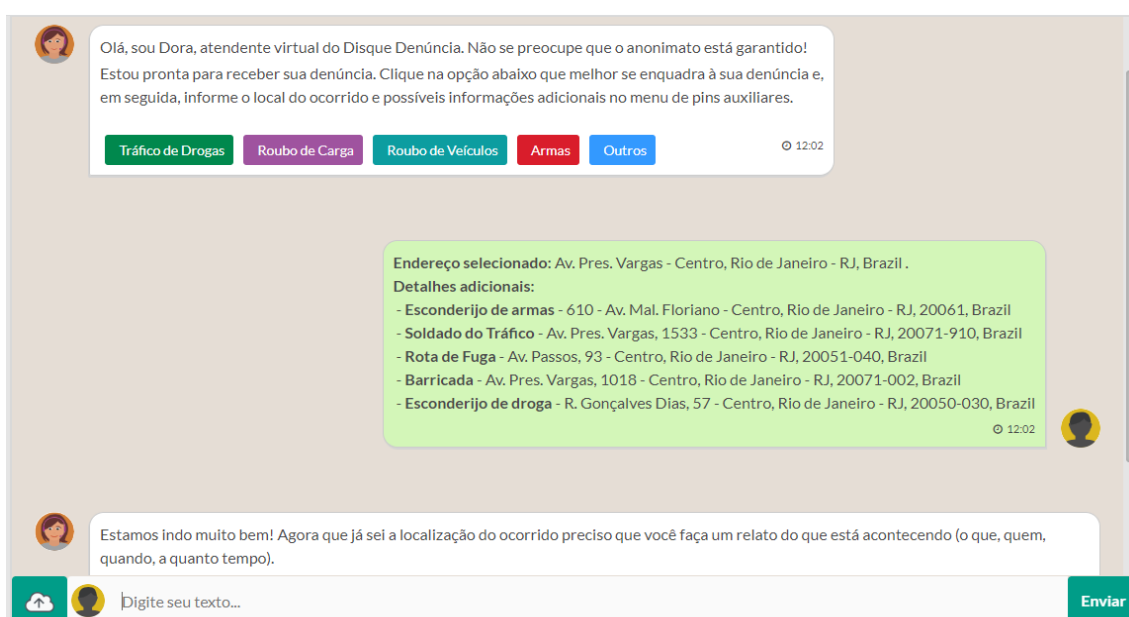 Olá, sou Dora, atendente virtual do Disque Denúncia. Não se preocupe que o anonimato está garantido!
Estou pronta para receber sua denúncia. Clique na opção abaixo que melhor se enquadra à sua denúncia e,
em seguida, informe o local do ocorrido e possíveis informações adicionais no menu de pins auxiliares.
Tráfico de Drogas Roubo de Carga Roubo de Veículos Armas Outros 12:02
Endereço selecionado: Av. Pres. Vargas - Centro, Rio de Janeiro - RJ, Brazil .
Detalhes adicionais:
- Esconderijo de armas - 610 - Av. Mal. Floriano - Centro, Rio de Janeiro - RJ, 20061, Brazil
- Soldado do Tráfico - Av. Pres. Vargas, 1533 - Centro, Rio de Janeiro - RJ, 20071-910, Brazil
- Rota de Fuga - Av. Passos, 93 - Centro, Rio de Janeiro - RJ, 20051-040, Brazil
- Barricada - Av. Pres. Vargas, 1018 - Centro, Rio de Janeiro - RJ, 20071-002, Brazil
- Esconderijo de droga - R. Gonçalves Dias, 57 - Centro, Rio de Janeiro - RJ, 20050-030, Brazil
12:02
Estamos indo muito bem! Agora que já sei a localização do ocorrido preciso que você faça um relato do que está acontecendo (o que, quem,
quando, a quanto tempo).
Digite seu texto... Enviar